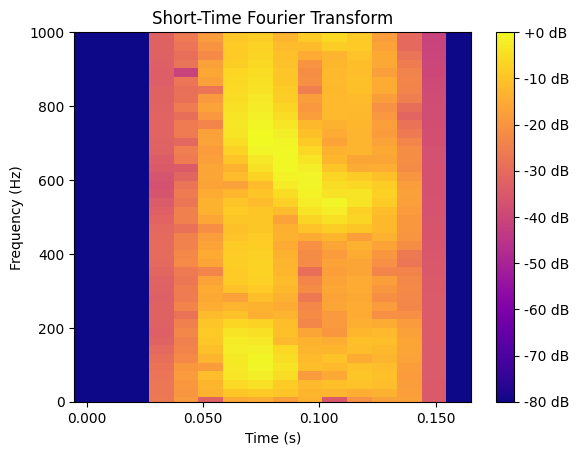 Short-Time Fourier Transform
1000
800
600
400
200
0
Frequency (Hz)
0.000
0.050
0.100
0.150
Time (s)
+0 dB
-10 dB
-20 dB
-30 dB
-40 dB
-50 dB
-60 dB
-70 dB
-80 dB